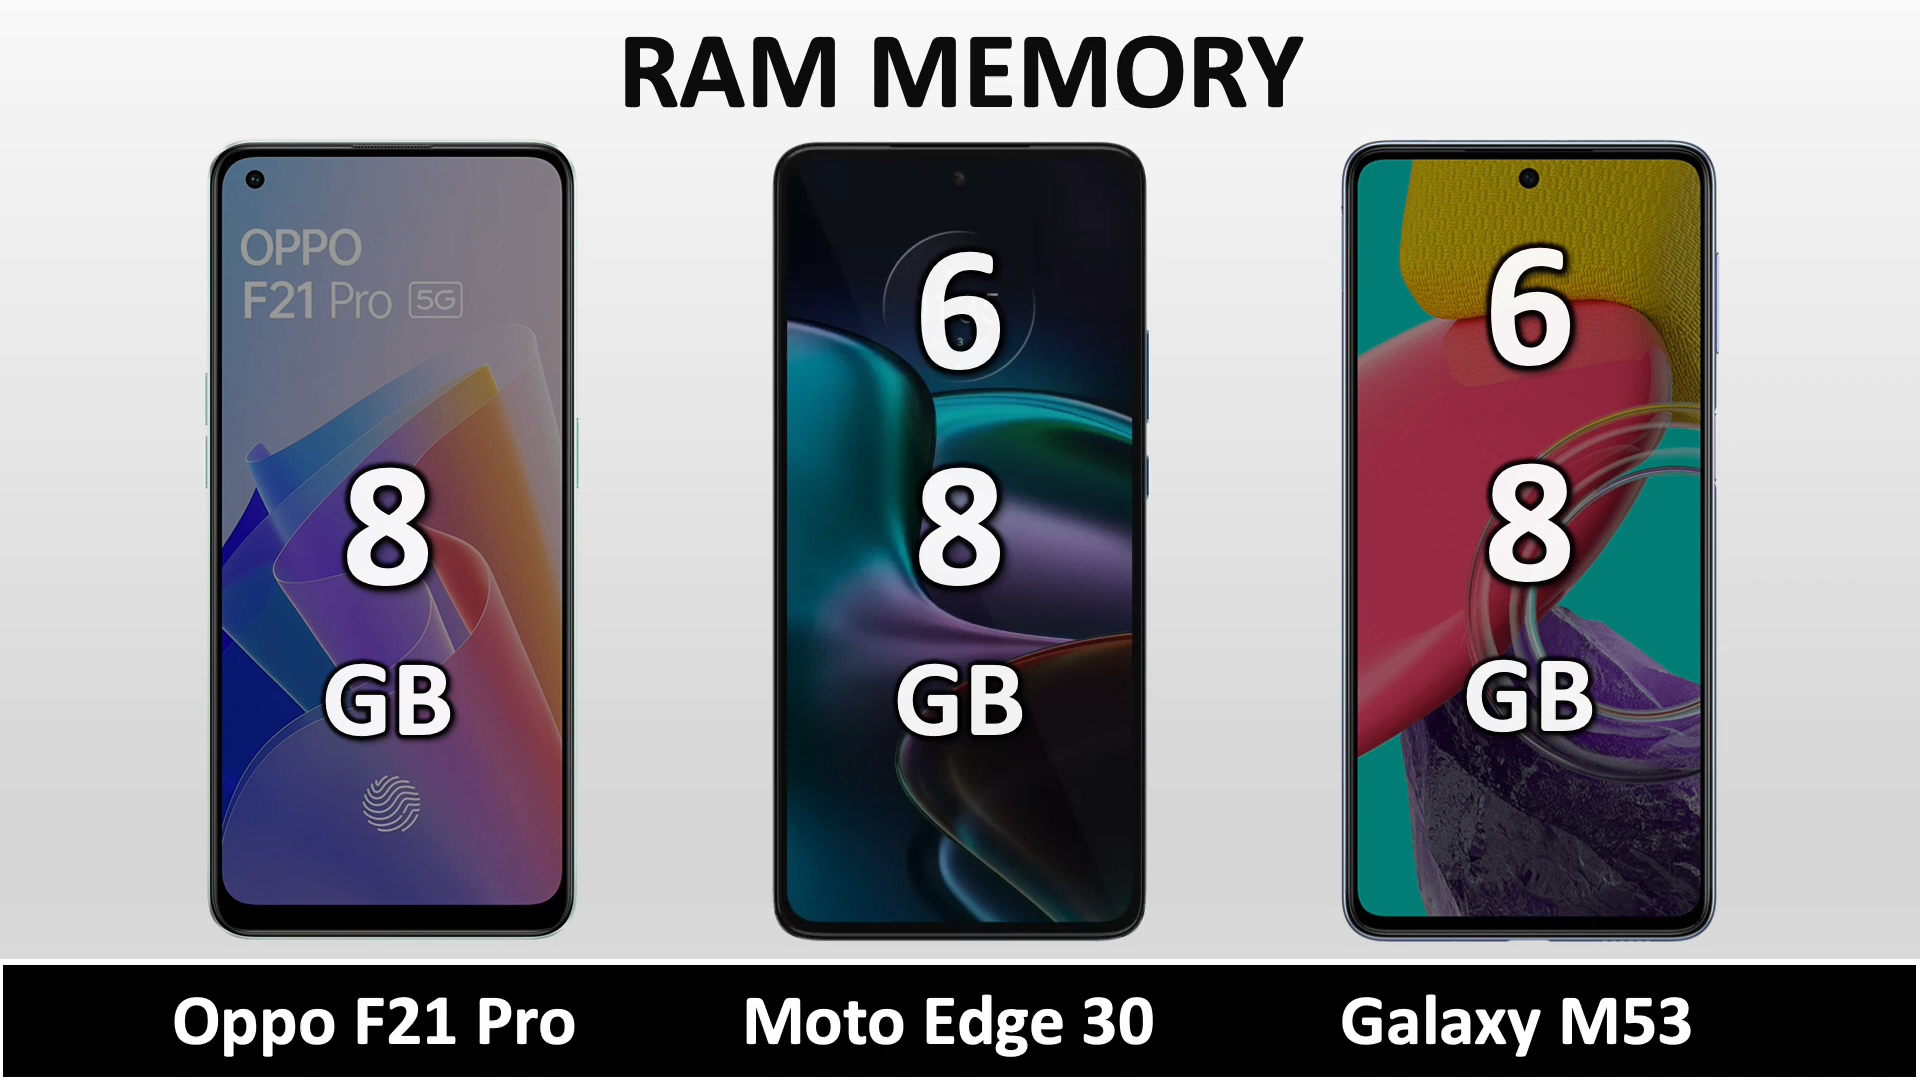 RAM MEMORY
OPPO
F21 Pro 5G
8
GB
6
8
GB
3
6
8
GB
Oppo F21 Pro
Moto Edge 30
Galaxy M53